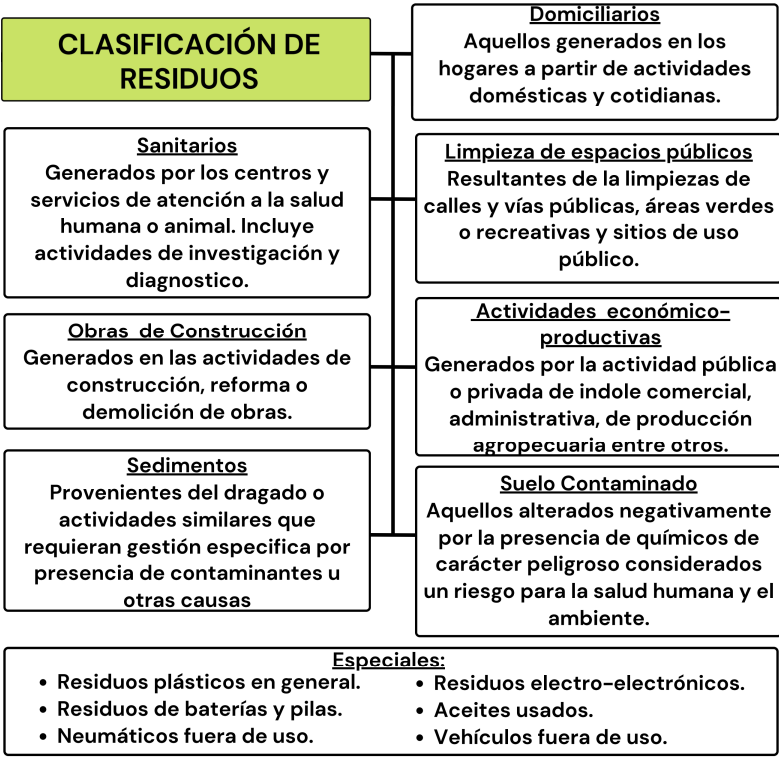 CLASIFICACIÓN DE
RESIDUOS
Domiciliarios
Aquellos generados en los
hogares a partir de actividades
domésticas y cotidianas.
Sanitarios
Generados por los centros y
servicios de atención a la salud
humana o animal. Incluye
actividades de investigación y
diagnostico.
Limpieza de espacios públicos
Resultantes de la limpiezas de
calles y vías públicas, áreas verdes
o recreativas y sitios de uso
público.
Obras de Construcción
Generados en las actividades de
construcción, reforma o
demolición de obras.
Actividades económico-
productivas
Generados por la actividad pública
o privada de indole comercial,
administrativa, de producción
agropecuaria entre otros.
Sedimentos
Provenientes del dragado o
actividades similares que
requieran gestión especifica por
presencia de contaminantes u
otras causas
Suelo Contaminado
Aquellos alterados negativamente
por la presencia de químicos de
carácter peligroso considerados
un riesgo para la salud humana y el
ambiente.
Especiales:
• Residuos plásticos en general.
• Residuos de baterías y pilas.
• Neumáticos fuera de uso.
• Residuos electro-electrónicos.
• Aceites usados.
• Vehículos fuera de uso.